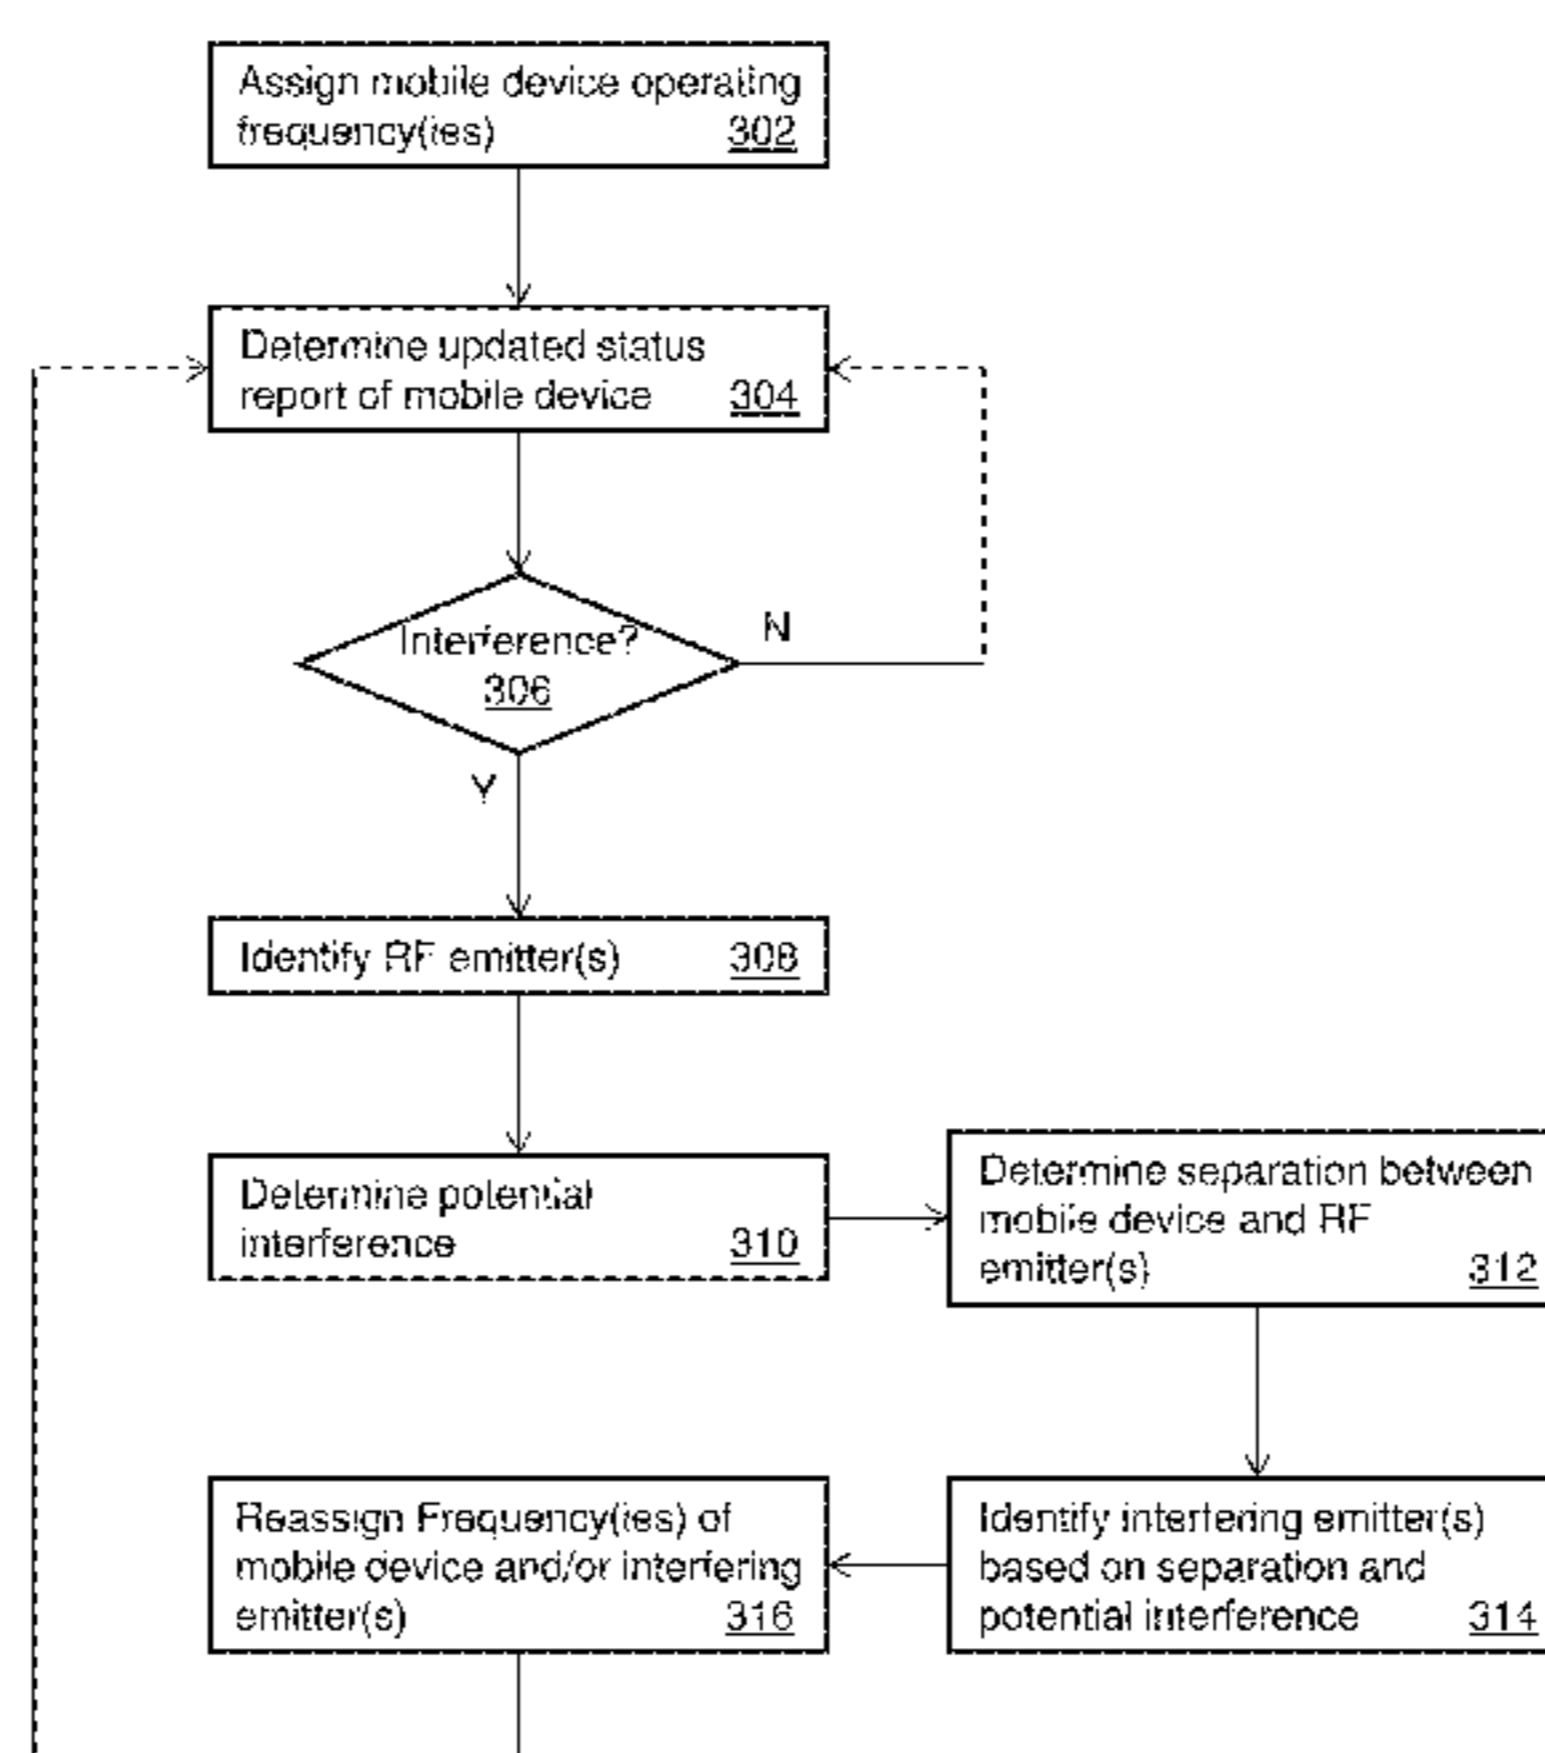 Assign mobile device operating
frequency(ies) 302
Determine updated status
report of mobile device 304
Interference?
306
N
Y
Identify RF emitter(s) 308
Determine potential
interference 310
Determine separation between
mobile device and RF
emitter(s) 312
Identify interfering emitter(s)
based on separation and
potential interference 314
Reassign Frequency(ies) of
mobile device and/or interfering
emitter(s) 316